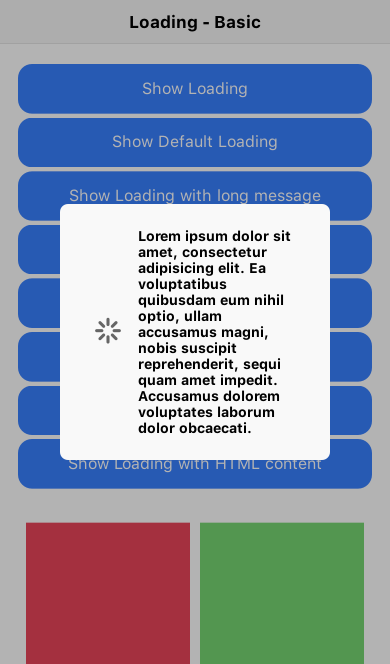 Loading - Basic
Show Loading
Show Default Loading
Show Loading with long message
Lorem ipsum dolor sit
amet, consectetur
adipisicing elit. Ea
voluptatibus
quibusdam eum nihil
optio, ullam
accusamus magni,
nobis suscipit
reprehenderit, sequi
quam amet impedit.
Accusamus dolorem
voluptates laborum
dolor obcaecati.
Show Loading with HTML content